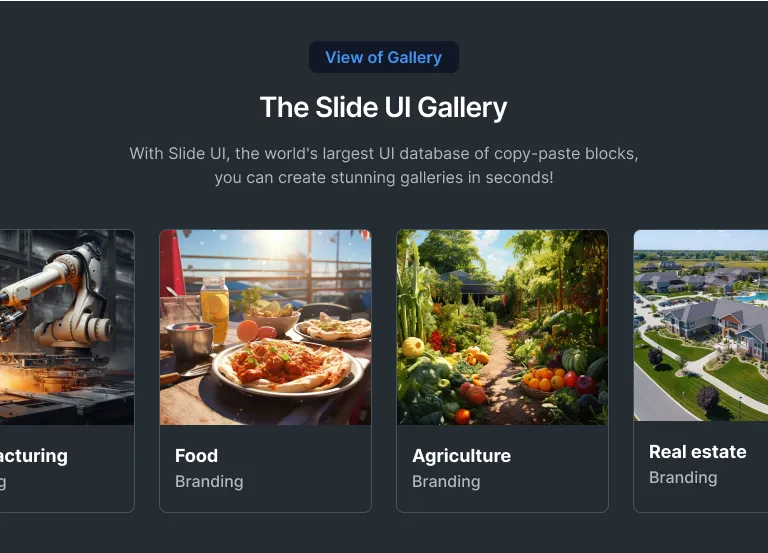 View of Gallery
The Slide UI Gallery
With Slide UI, the world's largest UI database of copy-paste blocks,
you can create stunning galleries in seconds!
acturing
g
Food
Branding
Agriculture
Branding
Real estate
Branding